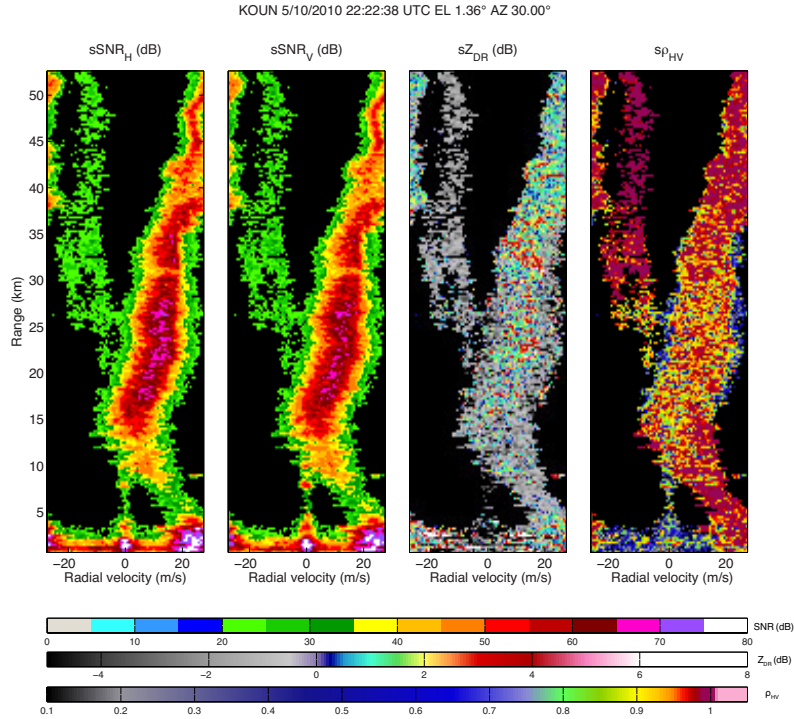 KOUN 5/10/2010 22:22:38 UTC EL 1.36° AZ 30.00°
sSNR_H (dB) sSNR_V (dB) sZ_DR (dB) sρ_HV
Range (km)
50
45
40
35
30
25
20
15
10
5
−20 0 20 −20 0 20 −20 0 20 −20 0 20
Radial velocity (m/s) Radial velocity (m/s) Radial velocity (m/s) Radial velocity (m/s)
SNR (dB)
0 10 20 30 40 50 60 70 80
Z_DR (dB)
−4 −2 0 2 4 6 8
ρ_HV
0.1 0.2 0.3 0.4 0.5 0.6 0.7 0.8 0.9 1